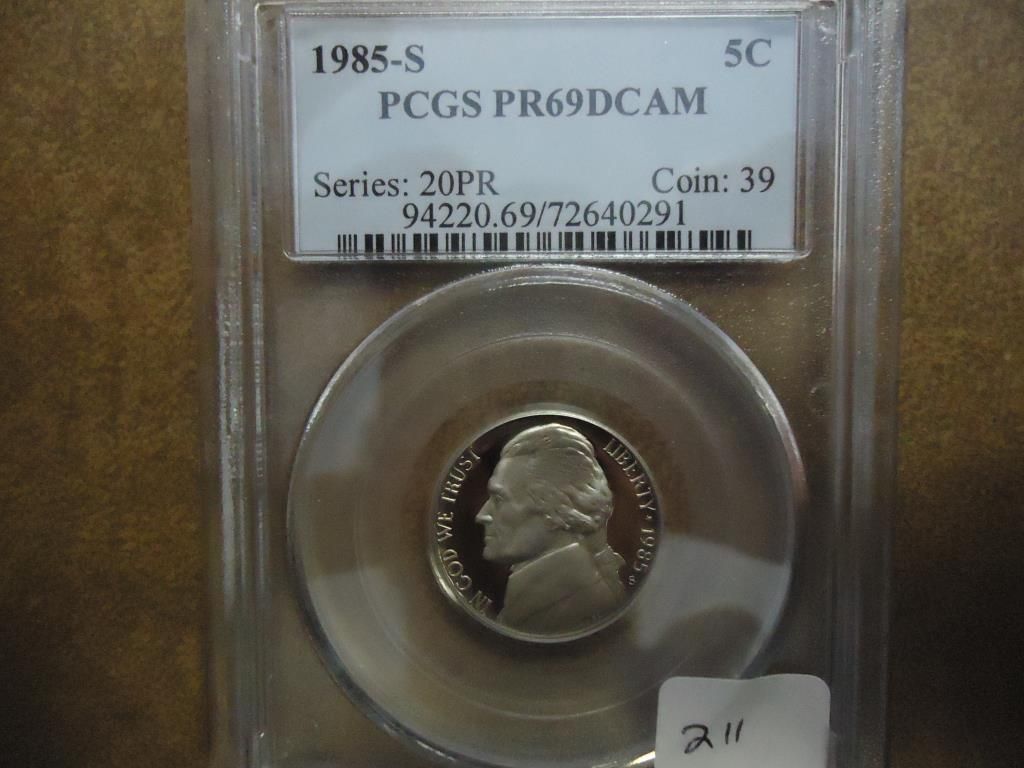 1985-S 5C
PCGS PR69DCAM
Series: 20PR Coin: 39
94220.69/72640291
IN GOD WE TRUST
LIBERTY · 1985
S
211